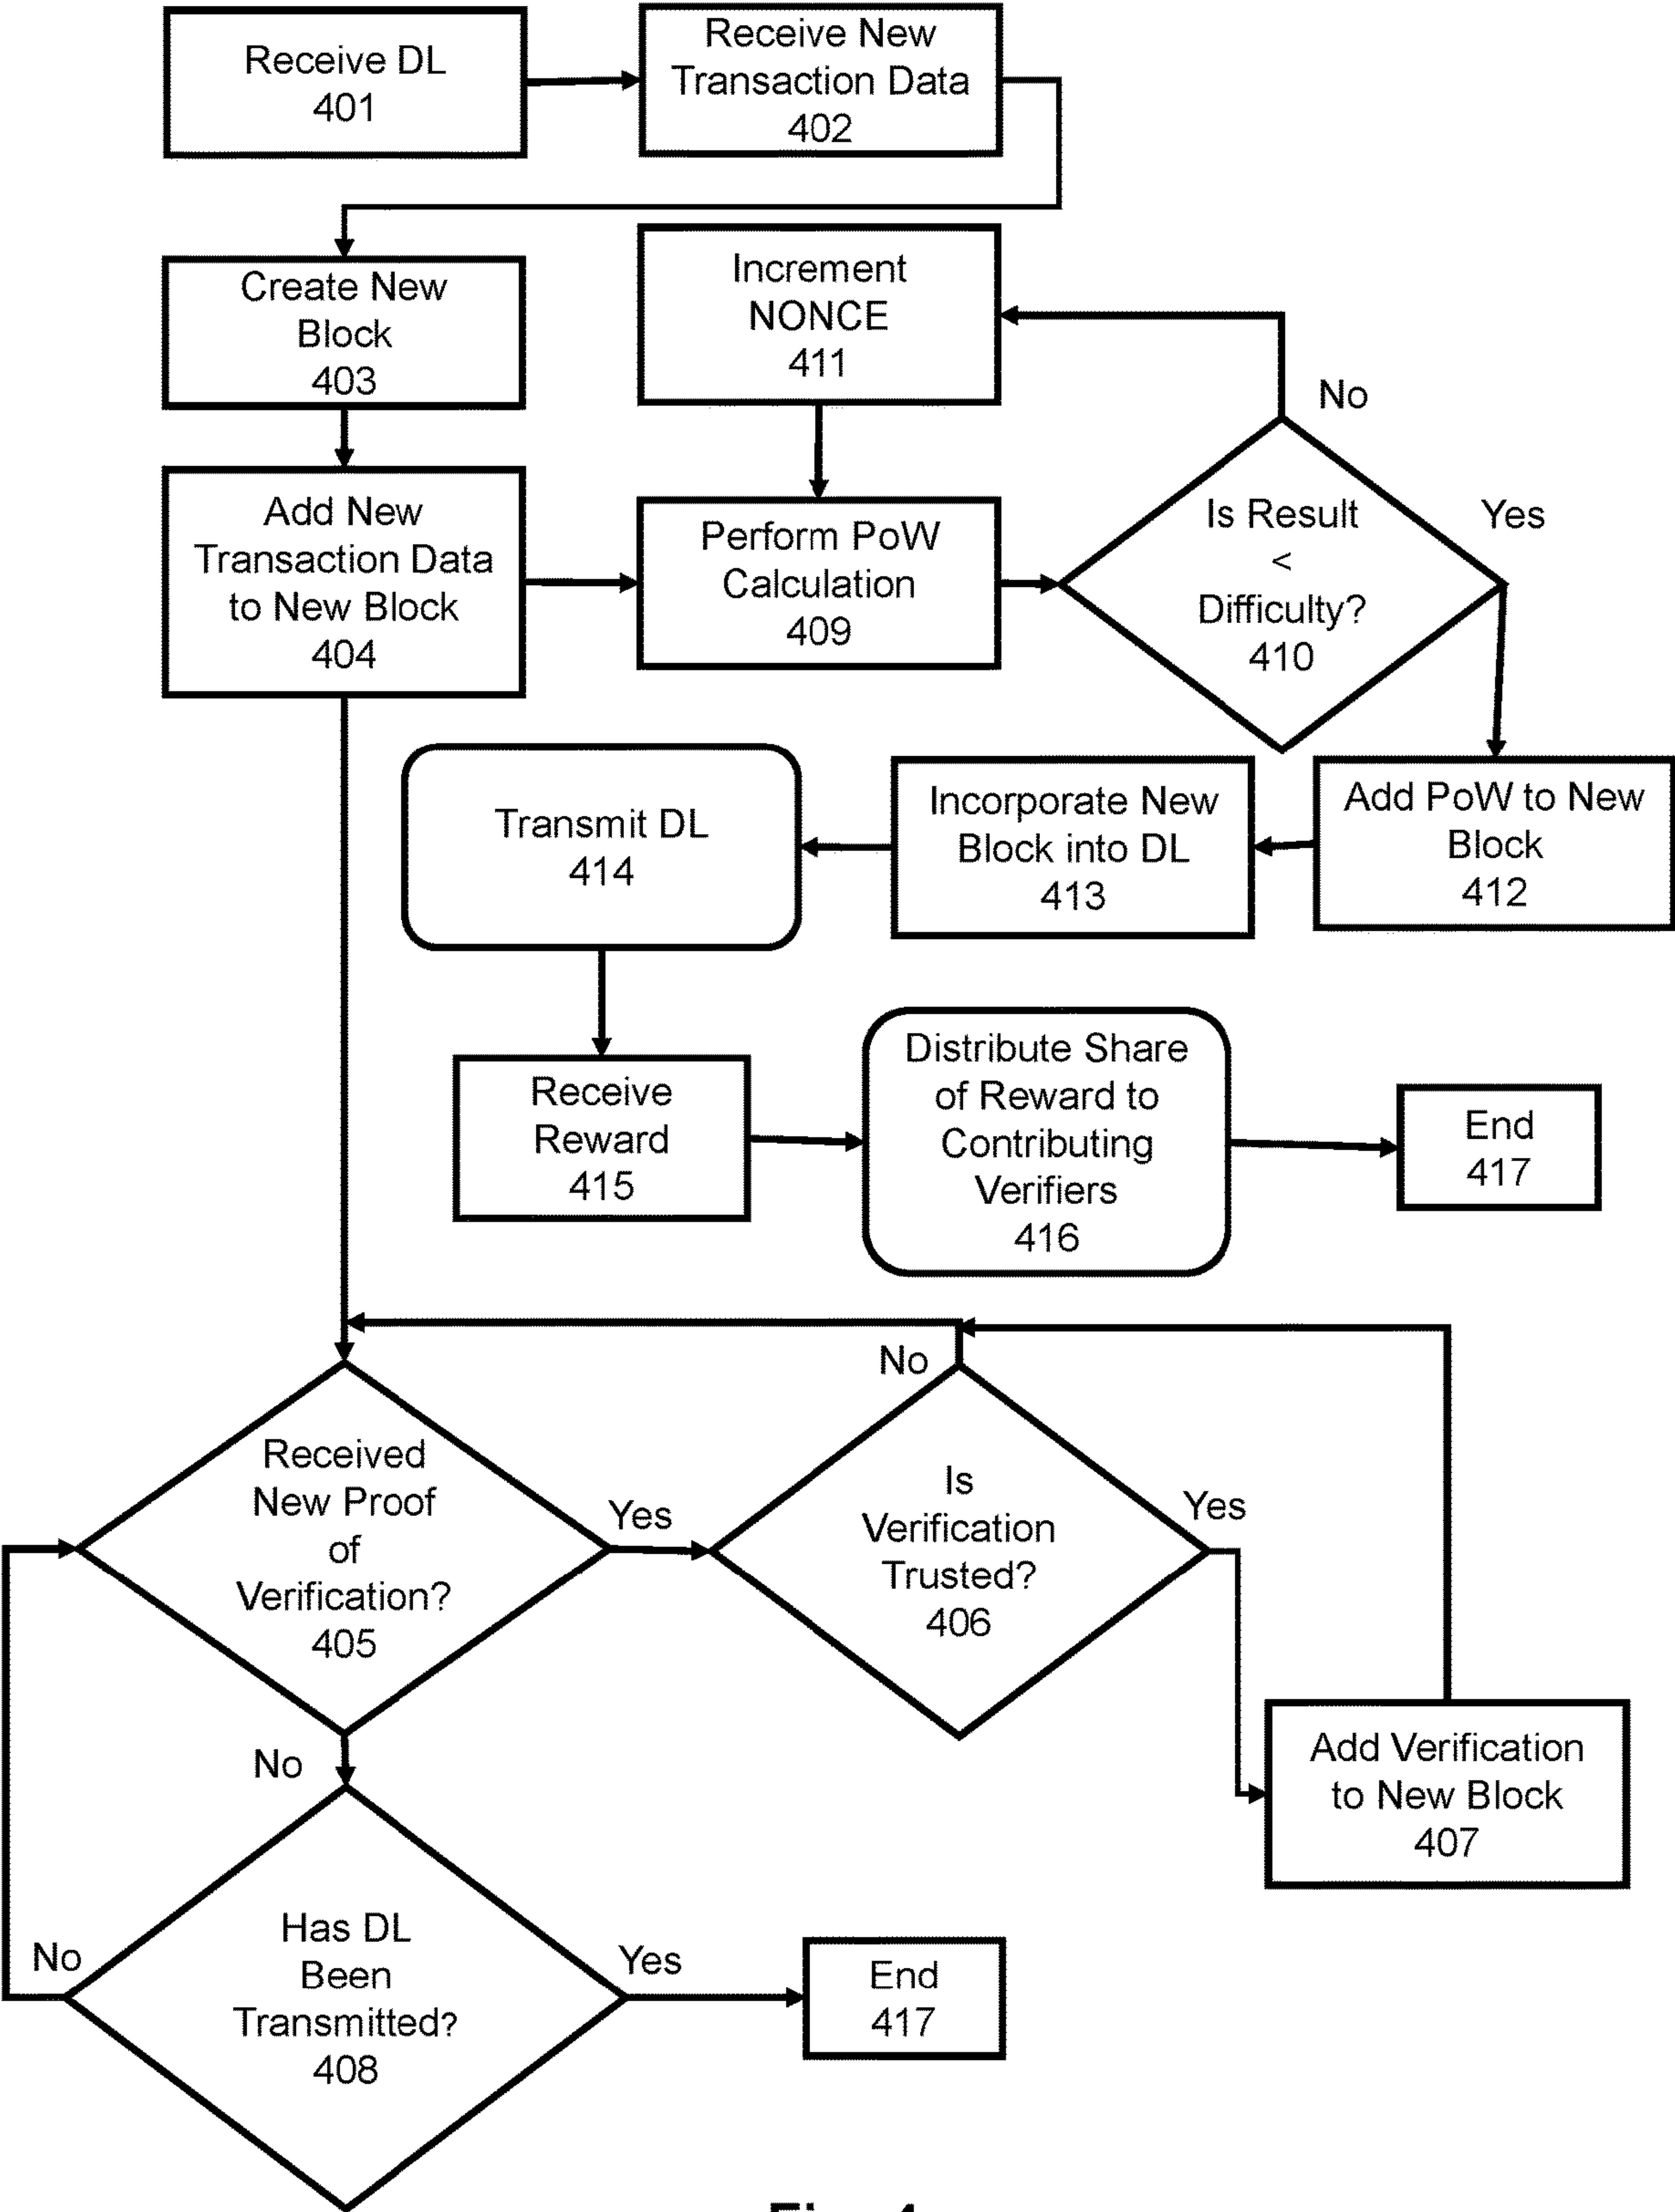 Receive DL
401
Receive New
Transaction Data
402
Create New
Block
403
Increment
NONCE
411
No
Add New
Transaction Data
to New Block
404
Perform PoW
Calculation
409
Is Result
<
Difficulty?
410
Yes
Transmit DL
414
Incorporate New
Block into DL
413
Add PoW to New
Block
412
Receive
Reward
415
Distribute Share
of Reward to
Contributing
Verifiers
416
End
417
Received
New Proof
of
Verification?
405
Yes
No
Is
Verification
Trusted?
406
Yes
No
Add Verification
to New Block
407
Has DL
Been
Transmitted?
408
No
Yes
End
417